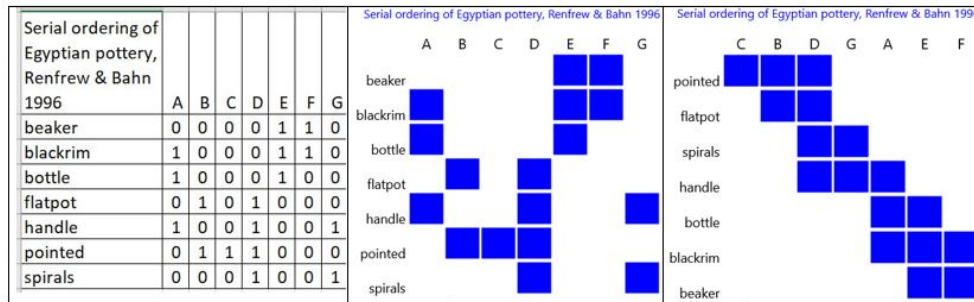 Serial ordering of
Egyptian pottery,
Renfrew & Bahn
1996 A B C D E F G
beaker 0 0 0 0 1 1 0
blackrim 1 0 0 0 1 1 0
bottle 1 0 0 0 1 0 0
flatpot 0 1 0 1 0 0 0
handle 1 0 0 1 0 0 1
pointed 0 1 1 1 0 0 0
spirals 0 0 0 1 0 0 1
Serial ordering of Egyptian pottery, Renfrew & Bahn 1996
A B C D E F G
beaker
blackrim
bottle
flatpot
handle
pointed
spirals
Serial ordering of Egyptian pottery, Renfrew & Bahn 199
C B D G A E F
pointed
flatpot
spirals
handle
bottle
blackrim
beaker